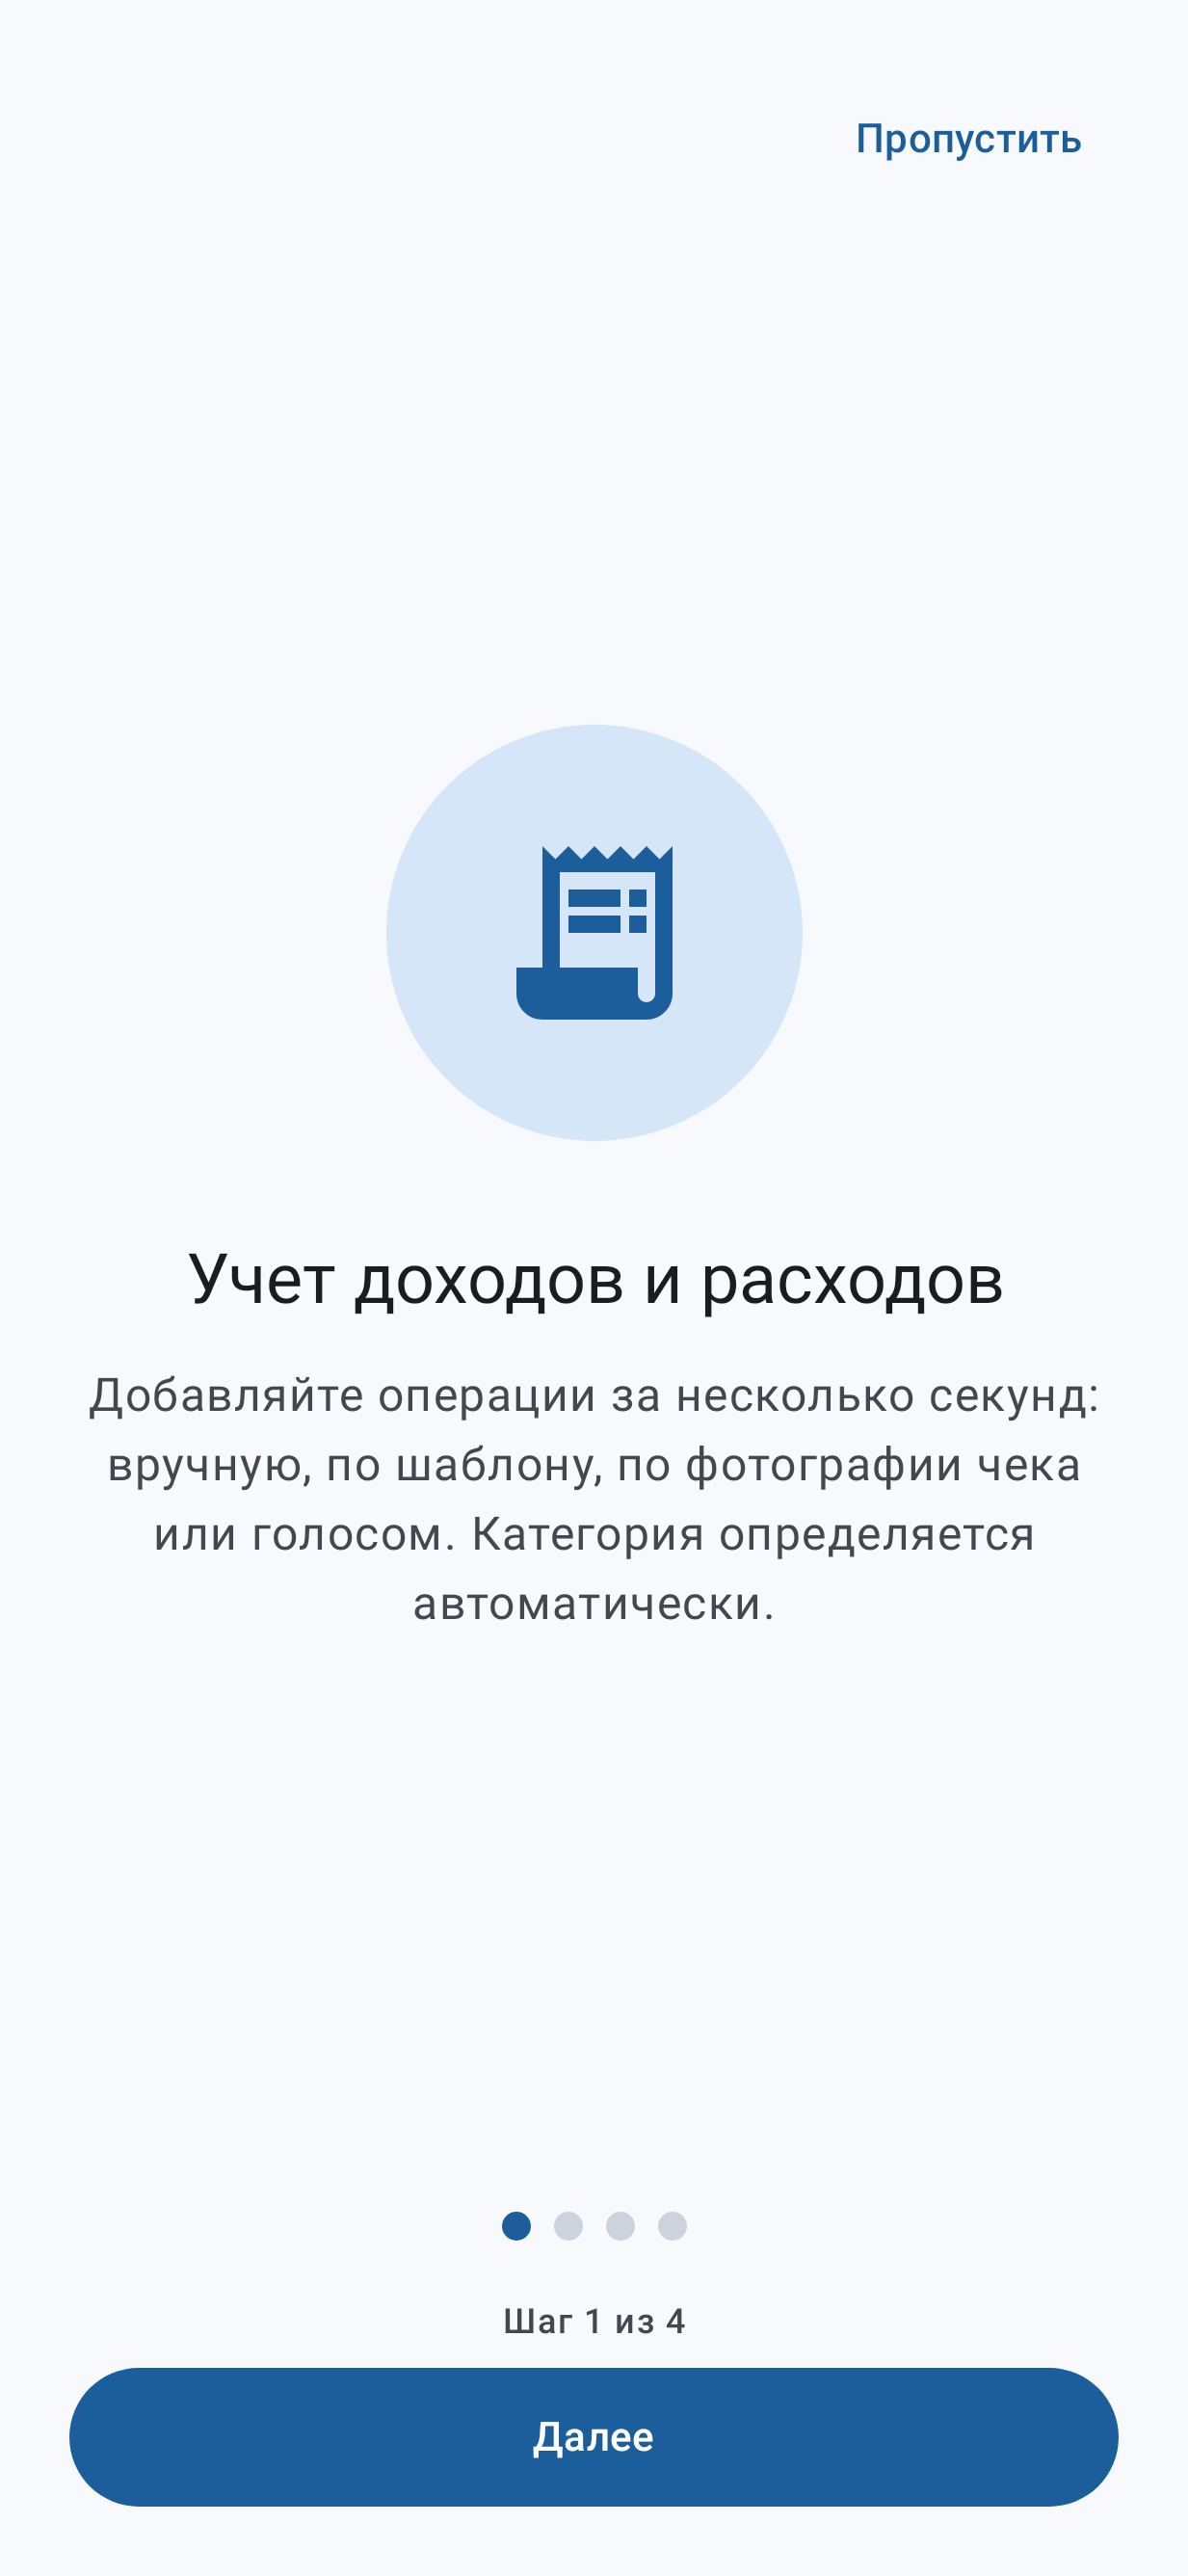 Пропустить
Учет доходов и расходов
Добавляйте операции за несколько секунд:
вручную, по шаблону, по фотографии чека
или голосом. Категория определяется
автоматически.
Шаг 1 из 4
Далее